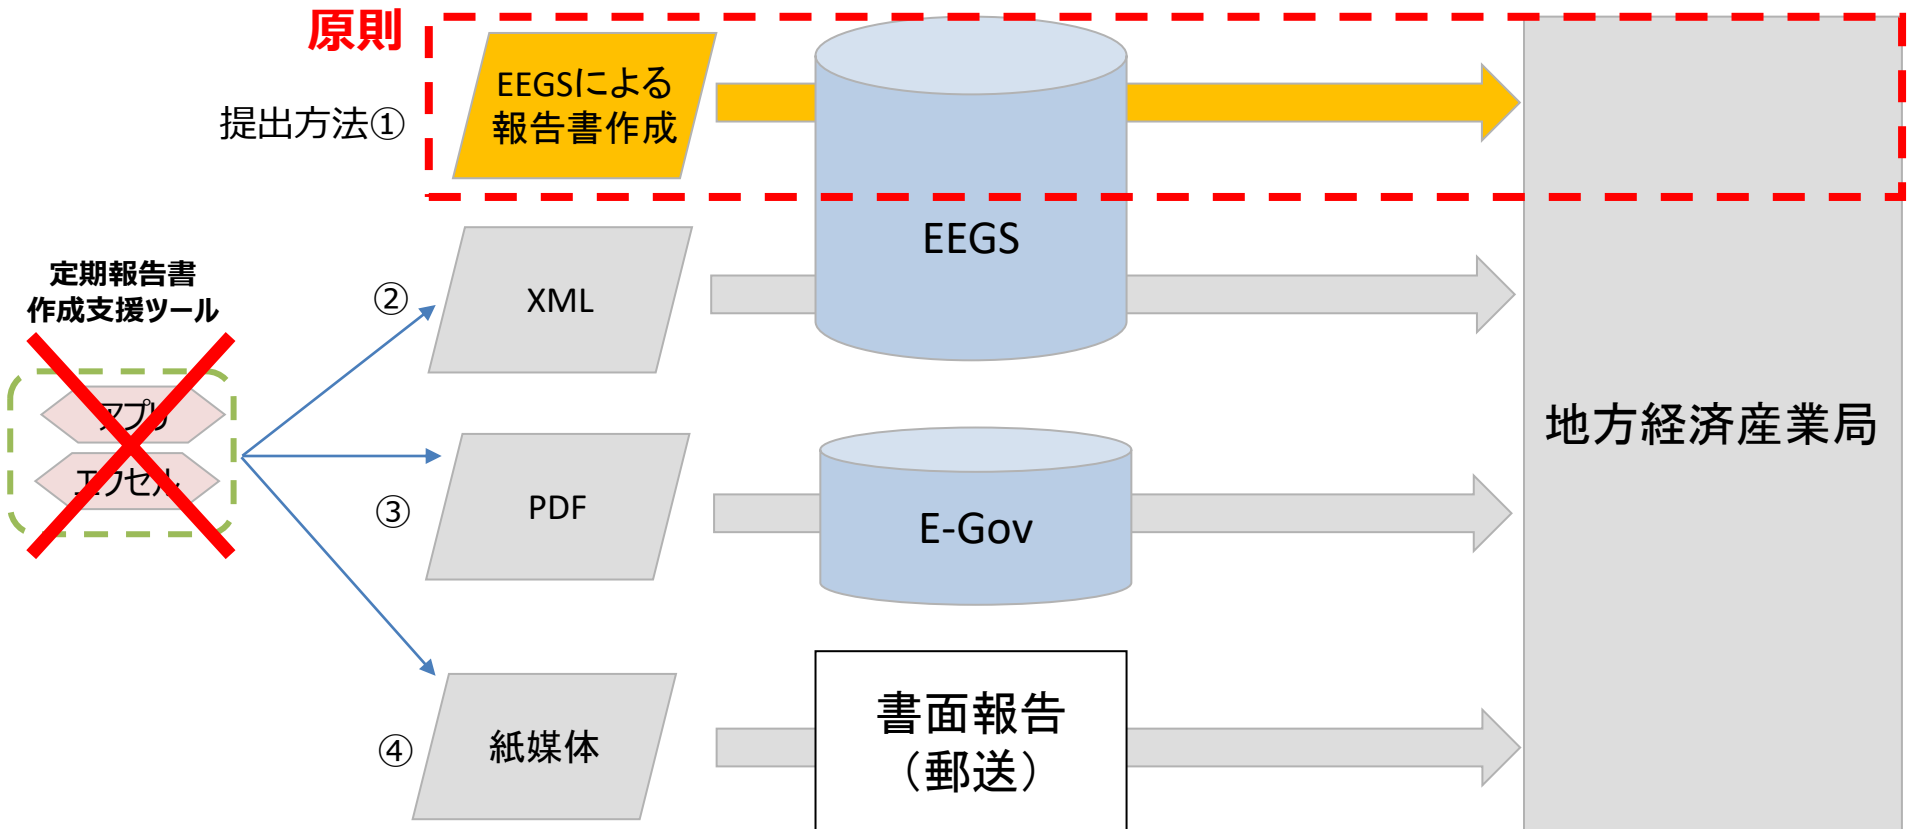 原則
提出方法①
EEGSによる
報告書作成
EEGS
定期報告書
作成支援ツール
アプリ
エクセル
②
XML
③
PDF
E-Gov
④
紙媒体
書面報告
（郵送）
地方経済産業局